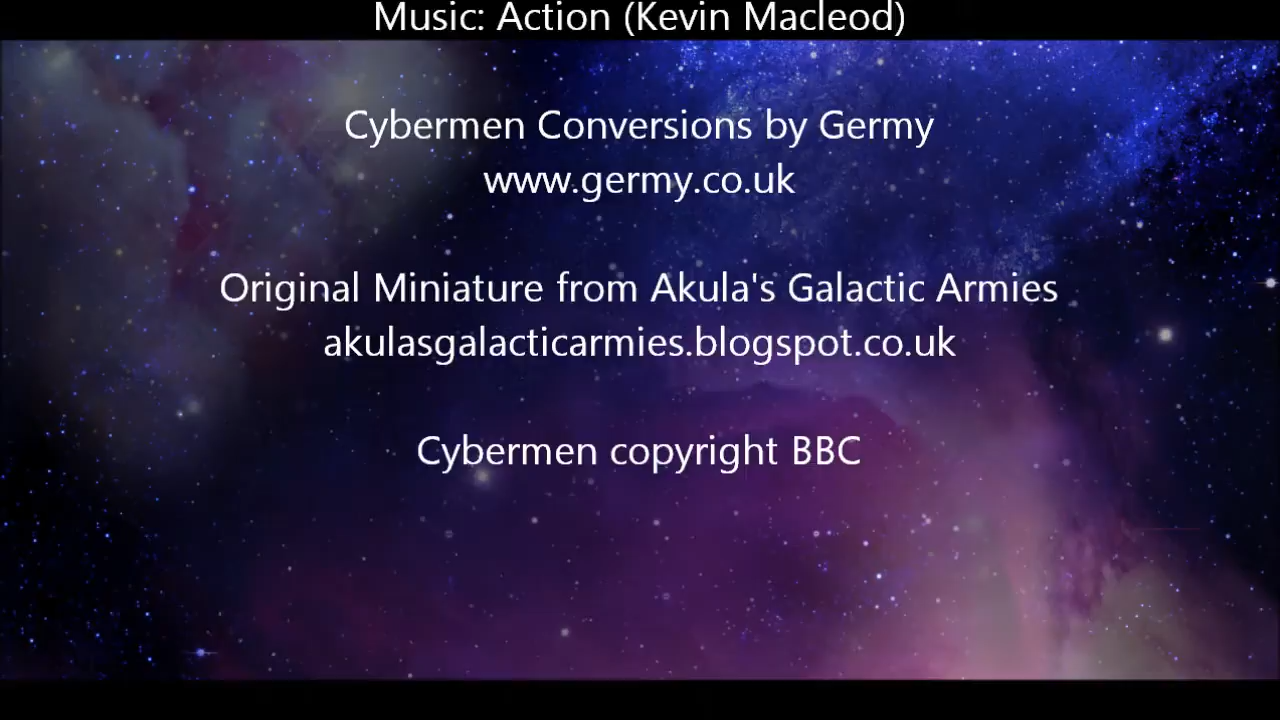 Music: Action (Kevin Macleod)
Cybermen Conversions by Germy
www.germy.co.uk
Original Miniature from Akula's Galactic Armies
akulasgalacticarmies.blogspot.co.uk
Cybermen copyright BBC